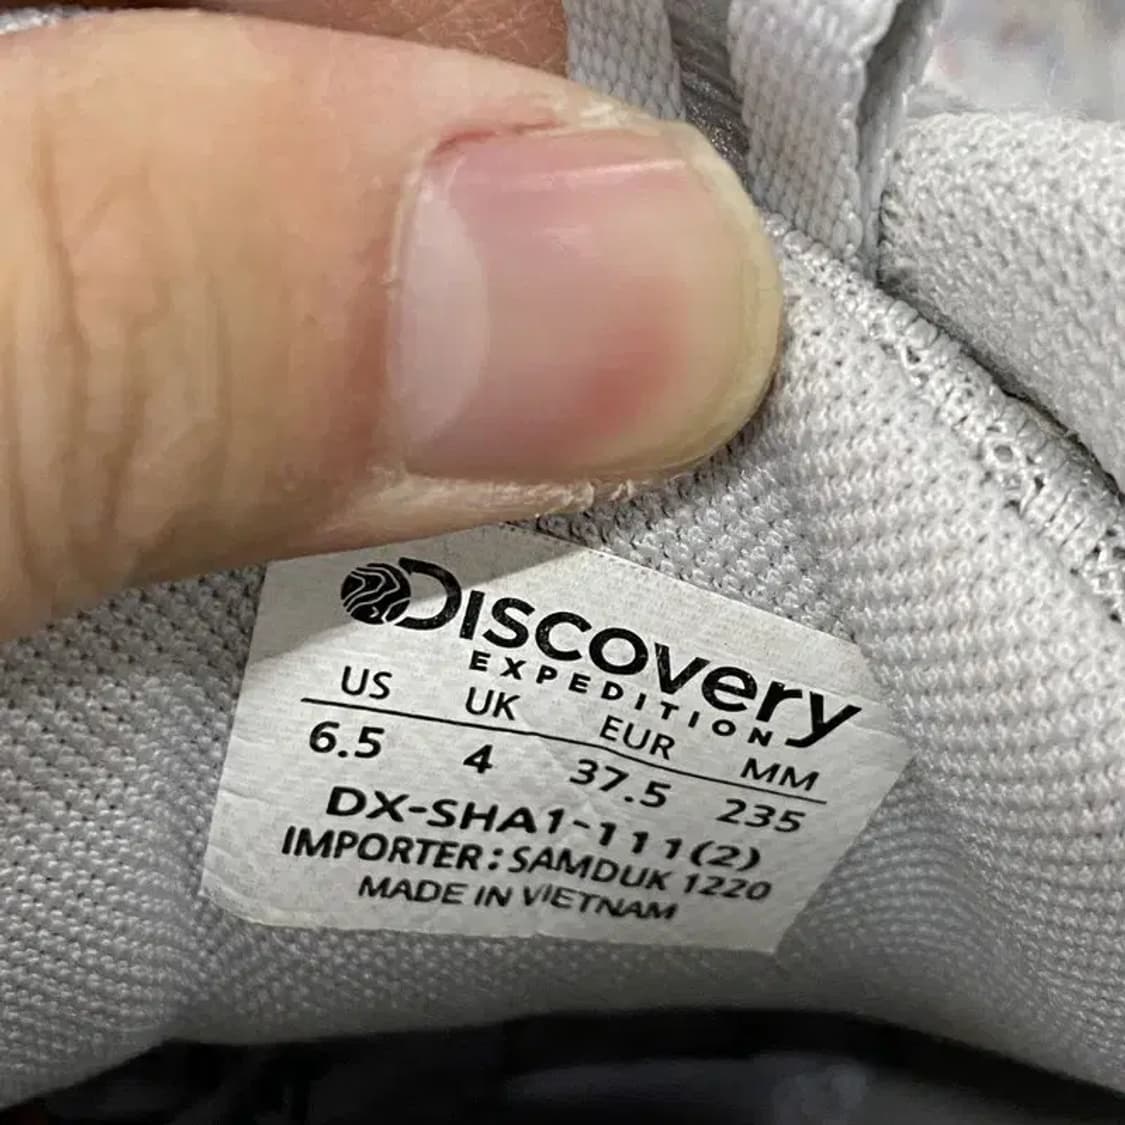 DISCOVERY
EXPEDITION
US UK EUR MM
6.5 4 37.5 235
DX-SHA1-111(2)
IMPORTER: SAMDUK 1220
MADE IN VIETNAM